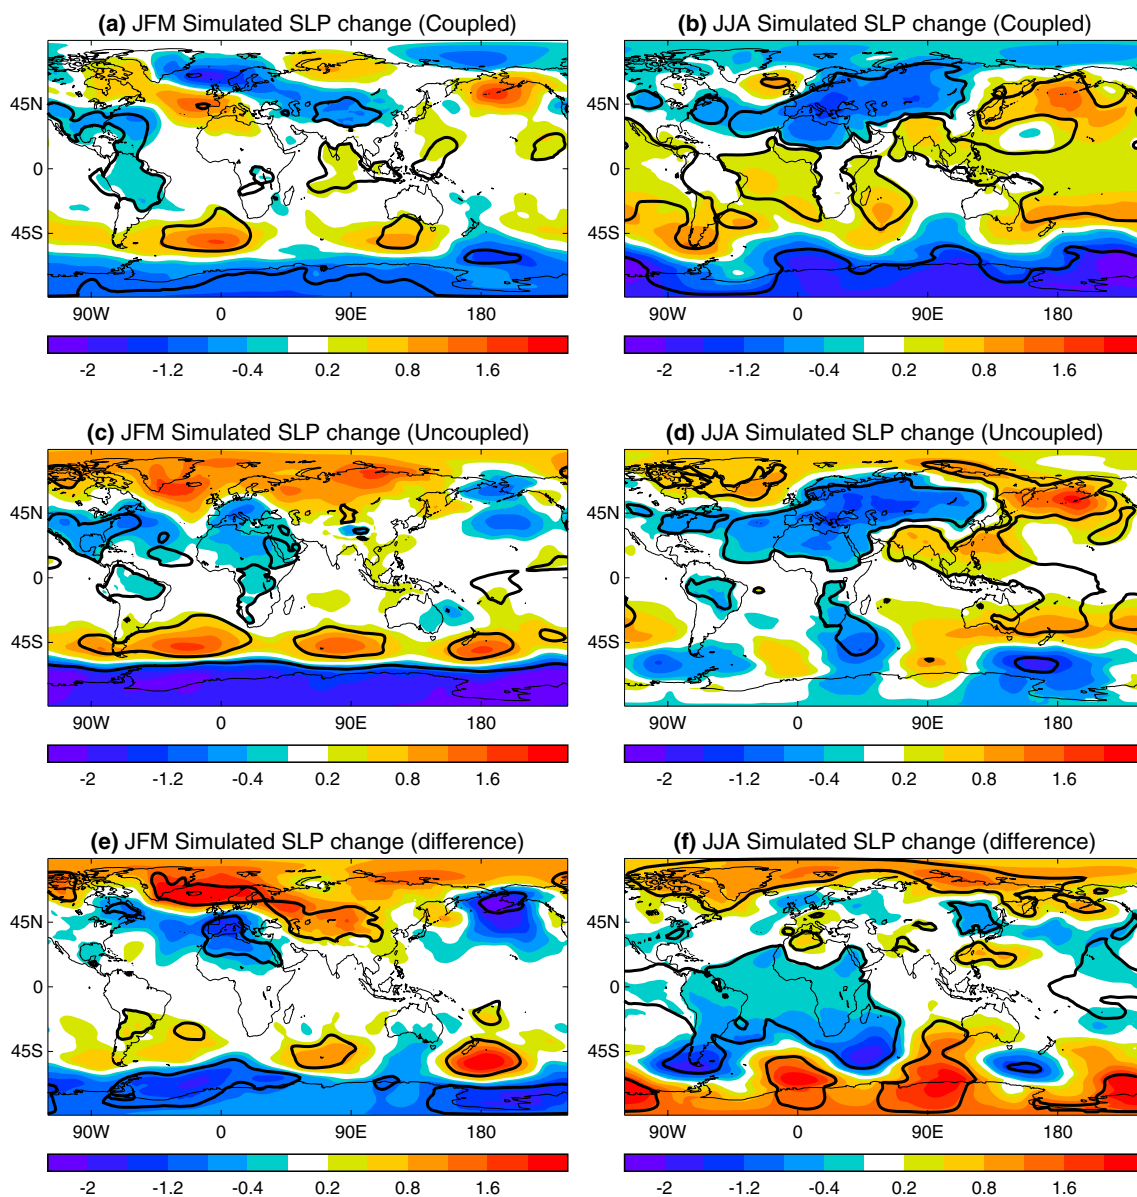 (a) JFM Simulated SLP change (Coupled)
45N
0
45S
90W 0 90E 180
-2 -1.2 -0.4 0.2 0.8 1.6
(b) JJA Simulated SLP change (Coupled)
45N
0
45S
90W 0 90E 180
-2 -1.2 -0.4 0.2 0.8 1.6
(c) JFM Simulated SLP change (Uncoupled)
45N
0
45S
90W 0 90E 180
-2 -1.2 -0.4 0.2 0.8 1.6
(d) JJA Simulated SLP change (Uncoupled)
45N
0
45S
90W 0 90E 180
-2 -1.2 -0.4 0.2 0.8 1.6
(e) JFM Simulated SLP change (difference)
45N
0
45S
90W 0 90E 180
-2 -1.2 -0.4 0.2 0.8 1.6
(f) JJA Simulated SLP change (difference)
45N
0
45S
90W 0 90E 180
-2 -1.2 -0.4 0.2 0.8 1.6